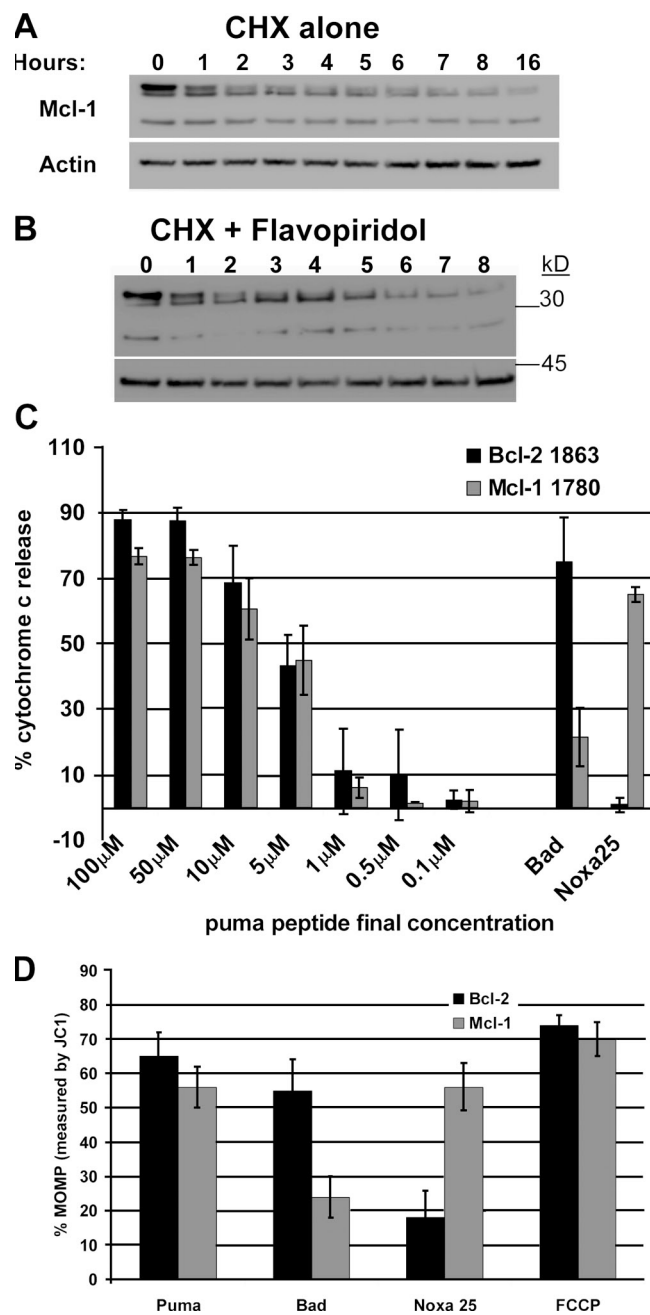 A
CHX alone
Hours: 0 1 2 3 4 5 6 7 8 16
Mcl-1
Actin
B
CHX + Flavopiridol
0 1 2 3 4 5 6 7 8 kD
30
45
C
110
90
70
50
30
10
-10
% cytochrome c release
Bcl-2 1863
Mcl-1 1780
100μM 50μM 10μM 5μM 1μM 0.5μM 0.1μM Bad Noxa25
puma peptide final concentration
D
90
80
70
60
50
40
30
20
10
0
% MOMP (measured by JC1)
Bcl-2
Mcl-1
Puma Bad Noxa 25 FCCP